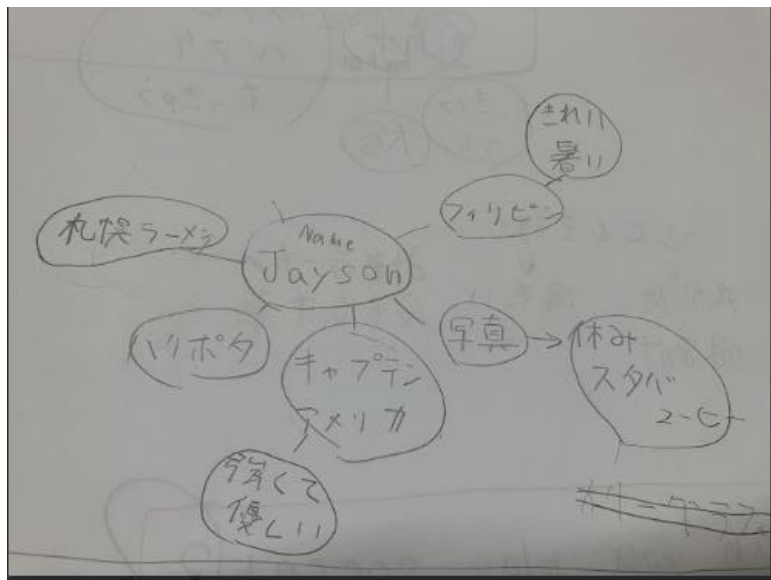 きれい
暑い
フィリピン
札幌ラーメン
Name
Jayson
ハリポタ
キャプテン
アメリカ
写真
休み
スタバ
コーヒー
強くて
優しい